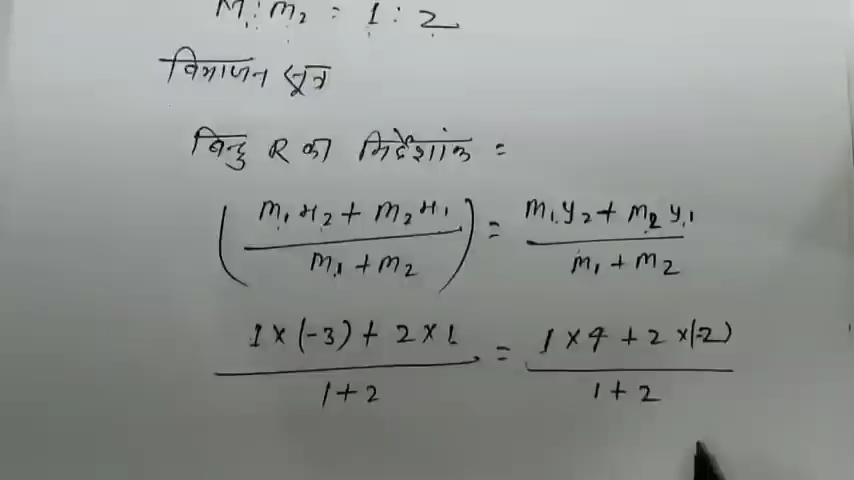 m₁ : m₂ = 1 : 2
विभाजन सूत्र
बिन्दु R का निर्देशांक =
(m₁x₂ + m₂x₁ / m₁ + m₂) = m₁y₂ + m₂y₁ / m₁ + m₂
1 × (-3) + 2 × 1 / 1 + 2 = 1 × 4 + 2 × (-2) / 1 + 2